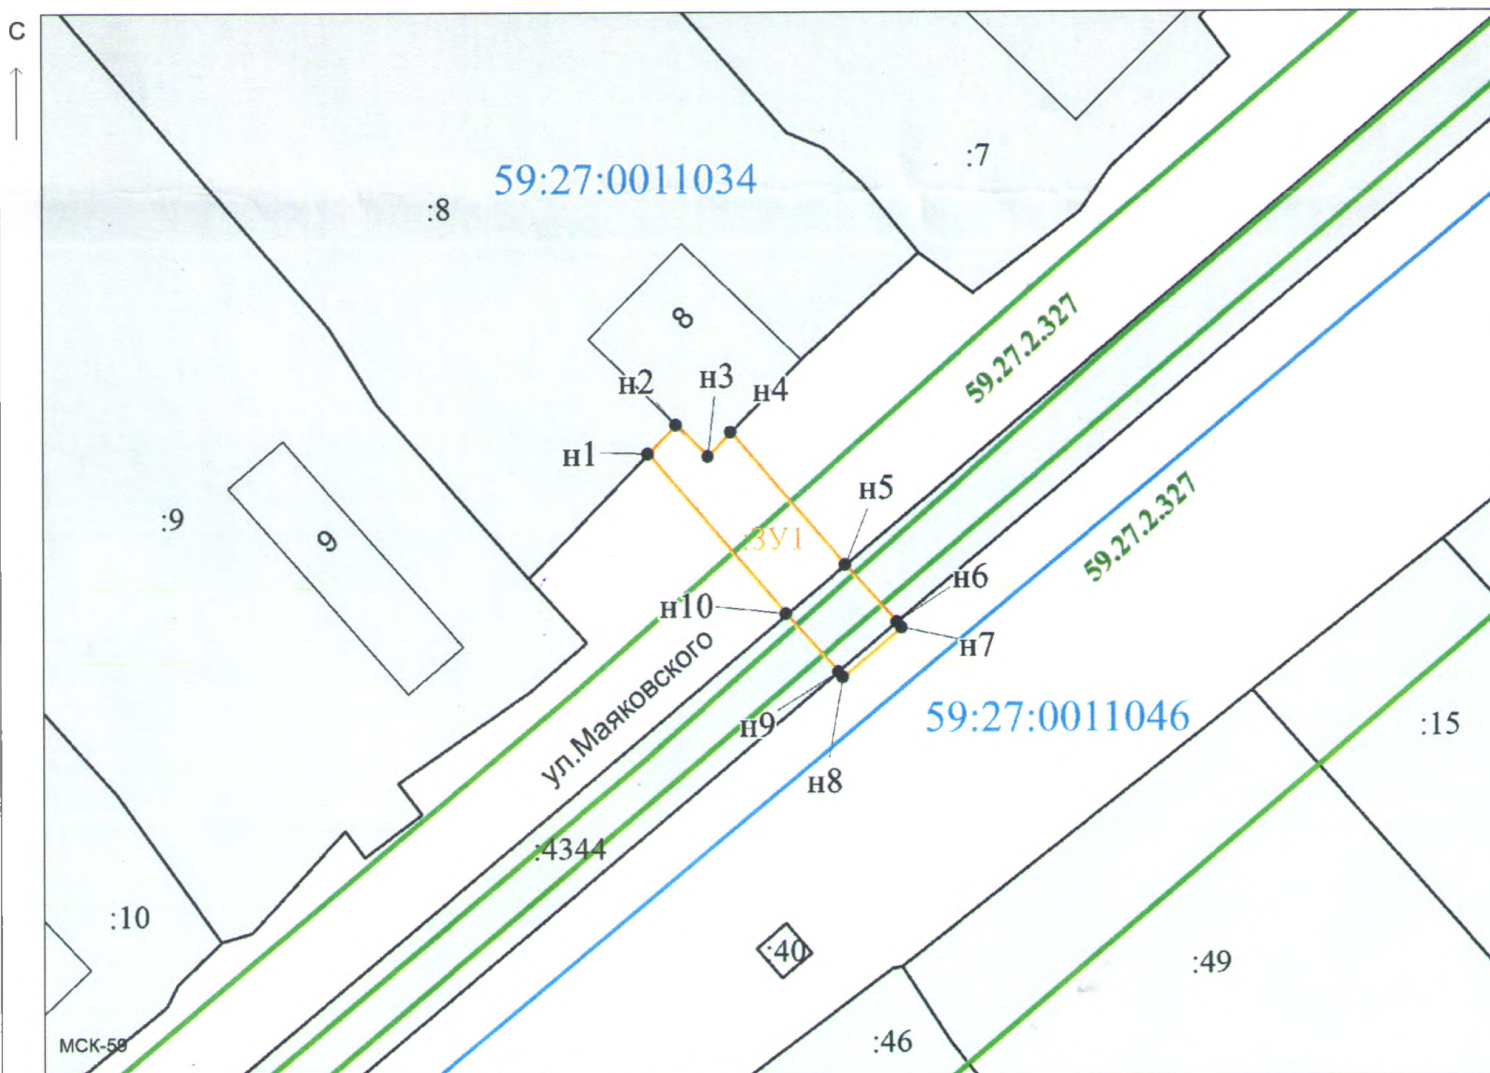 С
:7
59:27:0011034
:8
8
59.27.2.327
н2
н3
н4
н1
н5
:9
9
:ЗУ1
59.27.2.327
н6
н10
н7
ул.Маяковского
н9
59:27:0011046
:15
н8
:4344
:10
:40
:49
:46
МСК-59